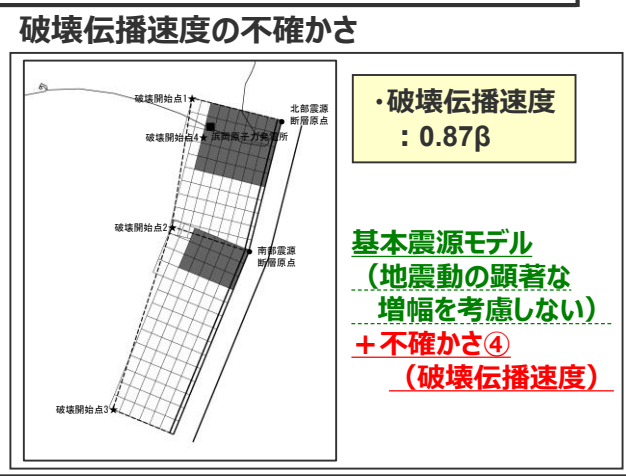 破壊伝播速度の不確かさ
破壊開始点1★
北部震源
断層原点
破壊開始点4★
浜岡原子力発電所
破壊開始点2★
南部震源
断層原点
破壊開始点3★
・破壊伝播速度
：0.87β
基本震源モデル
（地震動の顕著な
増幅を考慮しない）
＋不確かさ④
（破壊伝播速度）